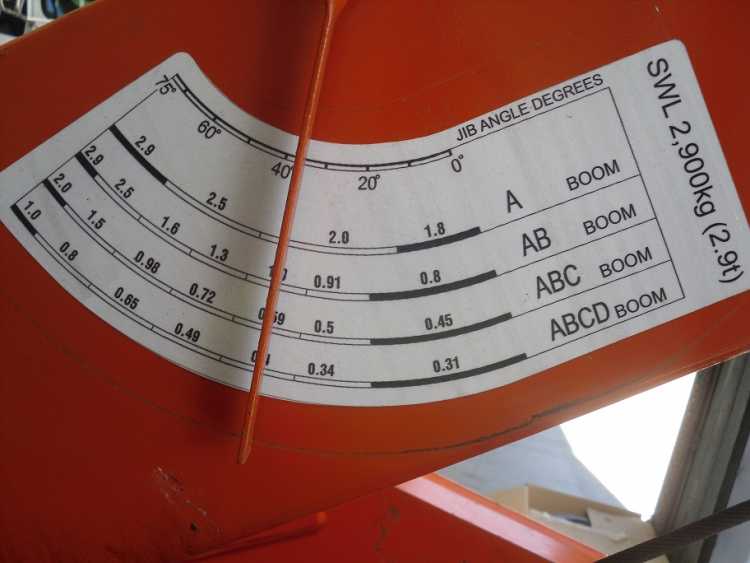 SWL 2,900kg (2.9t)
JIB ANGLE DEGREES
75° 60° 40° 20° 0°
2.9 2.5 2.0 1.8 A BOOM
2.9 2.5 1.6 1.3 0.91 0.8 AB BOOM
2.0 1.5 0.98 0.72 0.5 0.45 ABC BOOM
1.0 0.8 0.65 0.49 0.34 0.31 ABCD BOOM